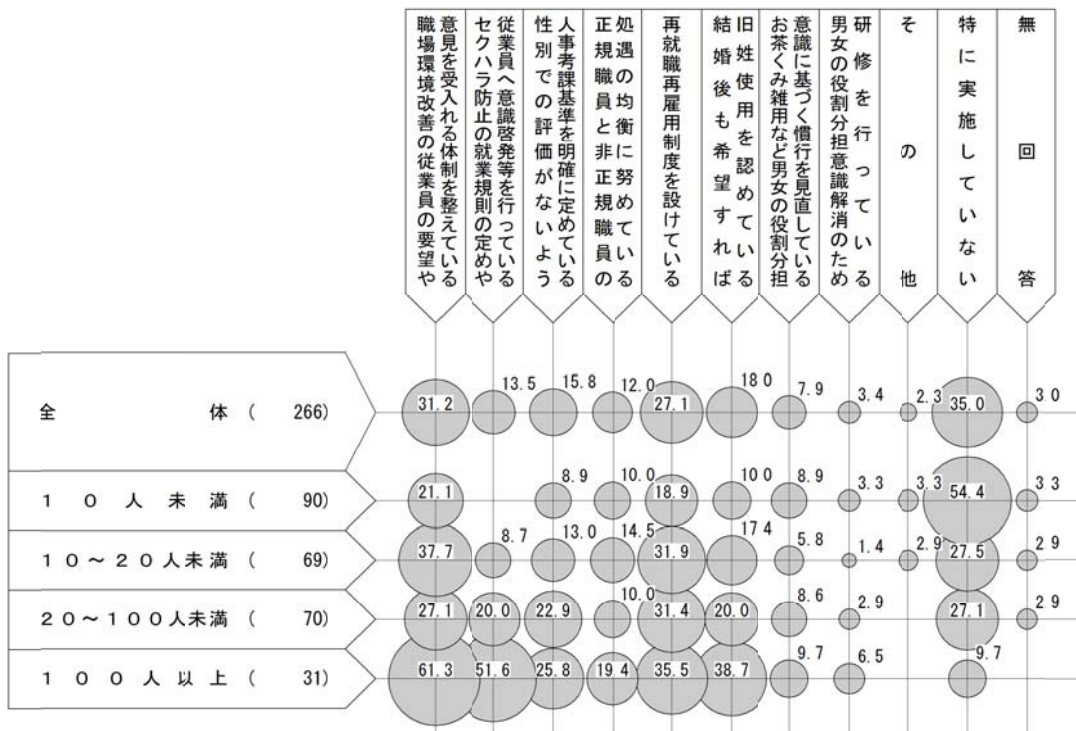 職場環境改善の従業員の要望や
意見を受入れる体制を整えている
セクハラ防止の就業規則の定めや
従業員へ意識啓発等を行っている
性別での評価がないよう
人事考課基準を明確に定めている
正規職員と非正規職員の
処遇の均衡に努めている
再就職再雇用制度を設けている
結婚後も希望すれば
旧姓使用を認めている
お茶くみ雑用など男女の役割分担
意識に基づく慣行を見直している
男女の役割分担意識解消のため
研修を行っている
その他
特に実施していない
無回答
全体 ( 266)
31.2 13.5 15.8 12.0 27.1 18 0 7.9 3.4 2.3 35.0 3 0
10人未満 ( 90)
21.1 8.9 10.0 18.9 10 0 8.9 3.3 3.3 54.4 3 3
10～20人未満 ( 69)
37.7 8.7 13.0 14.5 31.9 17 4 5.8 1.4 2.9 27.5 2 9
20～100人未満 ( 70)
27.1 20.0 22.9 10.0 31.4 20.0 8.6 2.9 27.1 2 9
100人以上 ( 31)
61.3 51.6 25.8 19.4 35.5 38.7 9.7 6.5 9.7